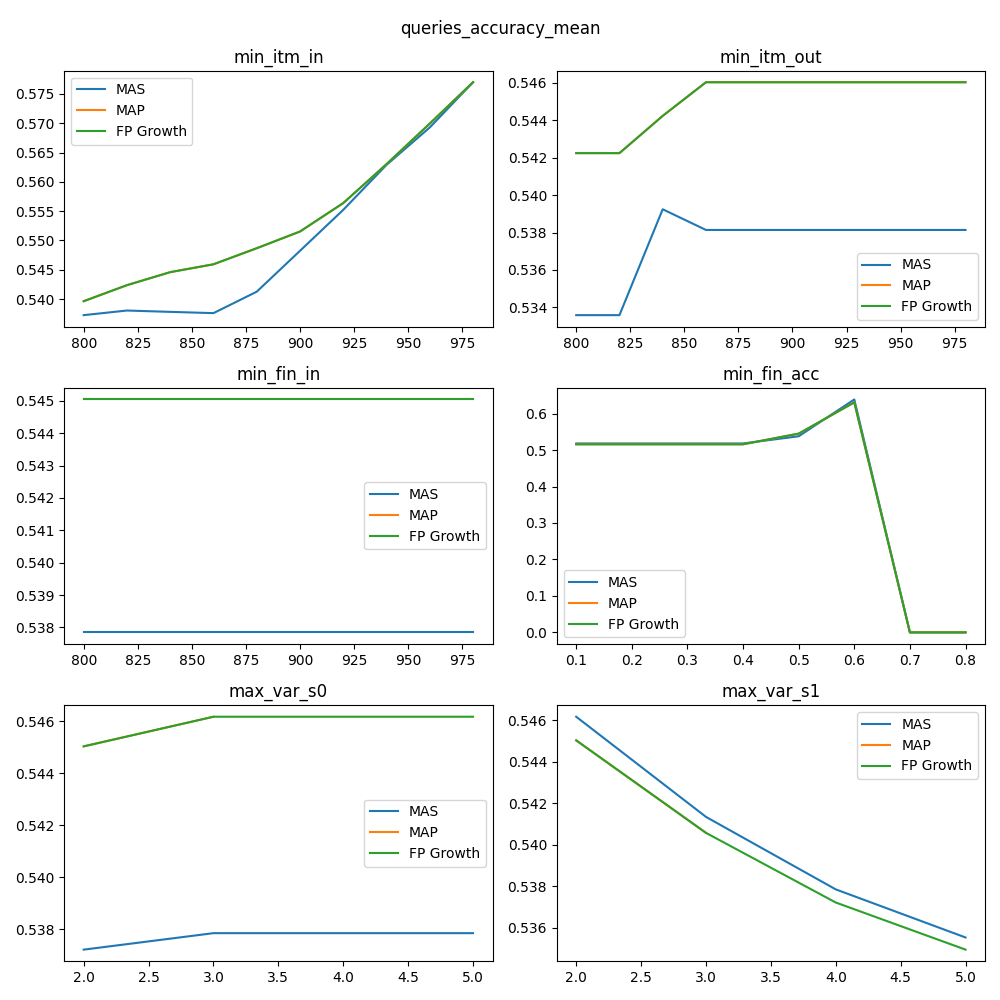 queries_accuracy_mean
min_itm_in
0.575
0.570
0.565
0.560
0.555
0.550
0.545
0.540
MAS
MAP
FP Growth
800 825 850 875 900 925 950 975
min_itm_out
0.546
0.544
0.542
0.540
0.538
0.536
0.534
MAS
MAP
FP Growth
800 825 850 875 900 925 950 975
min_fin_in
0.545
0.544
0.543
0.542
0.541
0.540
0.539
0.538
MAS
MAP
FP Growth
800 825 850 875 900 925 950 975
min_fin_acc
0.6
0.5
0.4
0.3
0.2
0.1
0.0
MAS
MAP
FP Growth
0.1 0.2 0.3 0.4 0.5 0.6 0.7 0.8
max_var_s0
0.546
0.544
0.542
0.540
0.538
MAS
MAP
FP Growth
2.0 2.5 3.0 3.5 4.0 4.5 5.0
max_var_s1
0.546
0.544
0.542
0.540
0.538
0.536
MAS
MAP
FP Growth
2.0 2.5 3.0 3.5 4.0 4.5 5.0